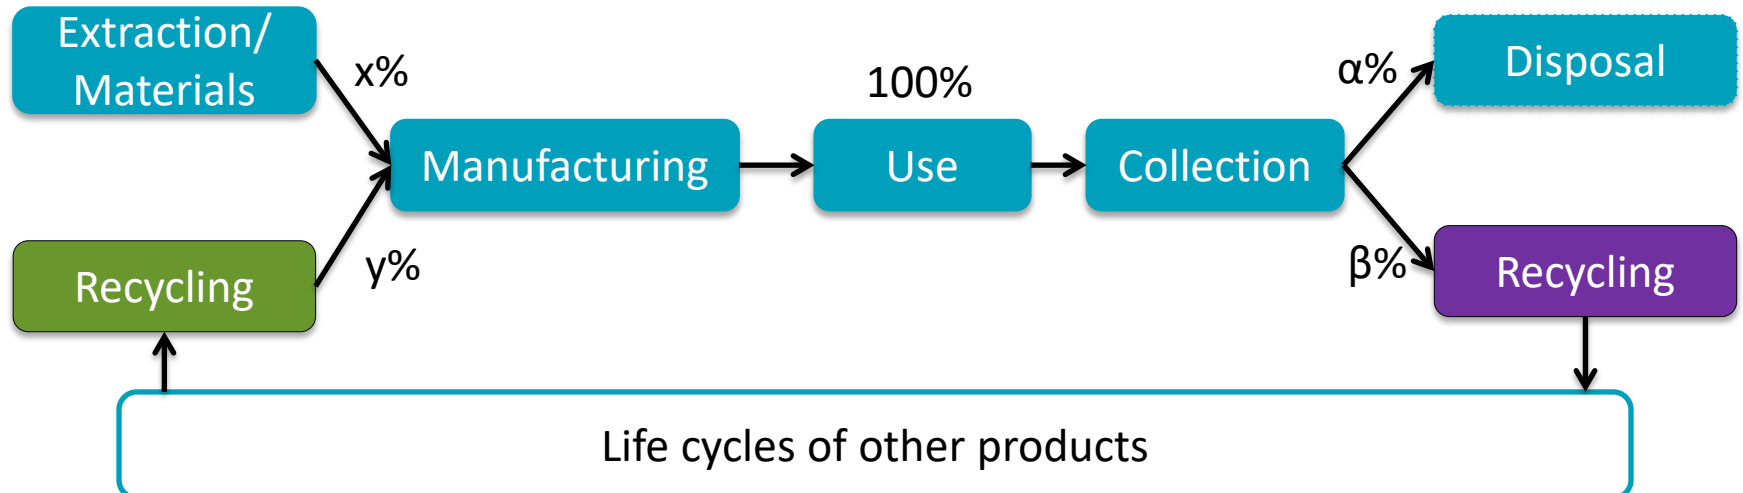 Extraction/
Materials
x%
Recycling
y%
Manufacturing
100%
Use
Collection
α%
Disposal
β%
Recycling
Life cycles of other products